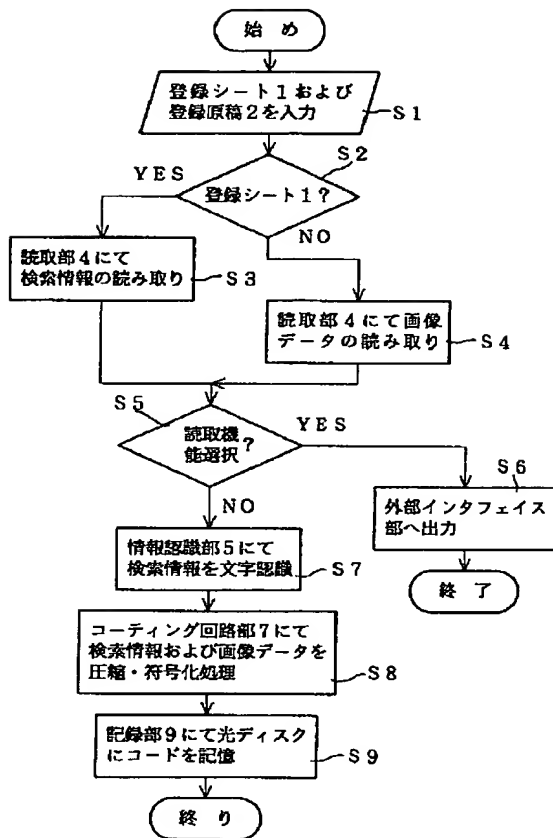 始め
登録シート1および
登録原稿2を入力
S1
S2
YES
登録シート1?
NO
読取部4にて
検索情報の読み取り
S3
読取部4にて画像
データの読み取り
S4
S5
読取機
能選択?
YES
S6
外部インタフェイス
部へ出力
NO
情報認識部5にて
検索情報を文字認識
S7
終了
コーティング回路部7にて
検索情報および画像データを
圧縮・符号化処理
S8
記録部9にて光ディスク
にコードを記憶
S9
終り